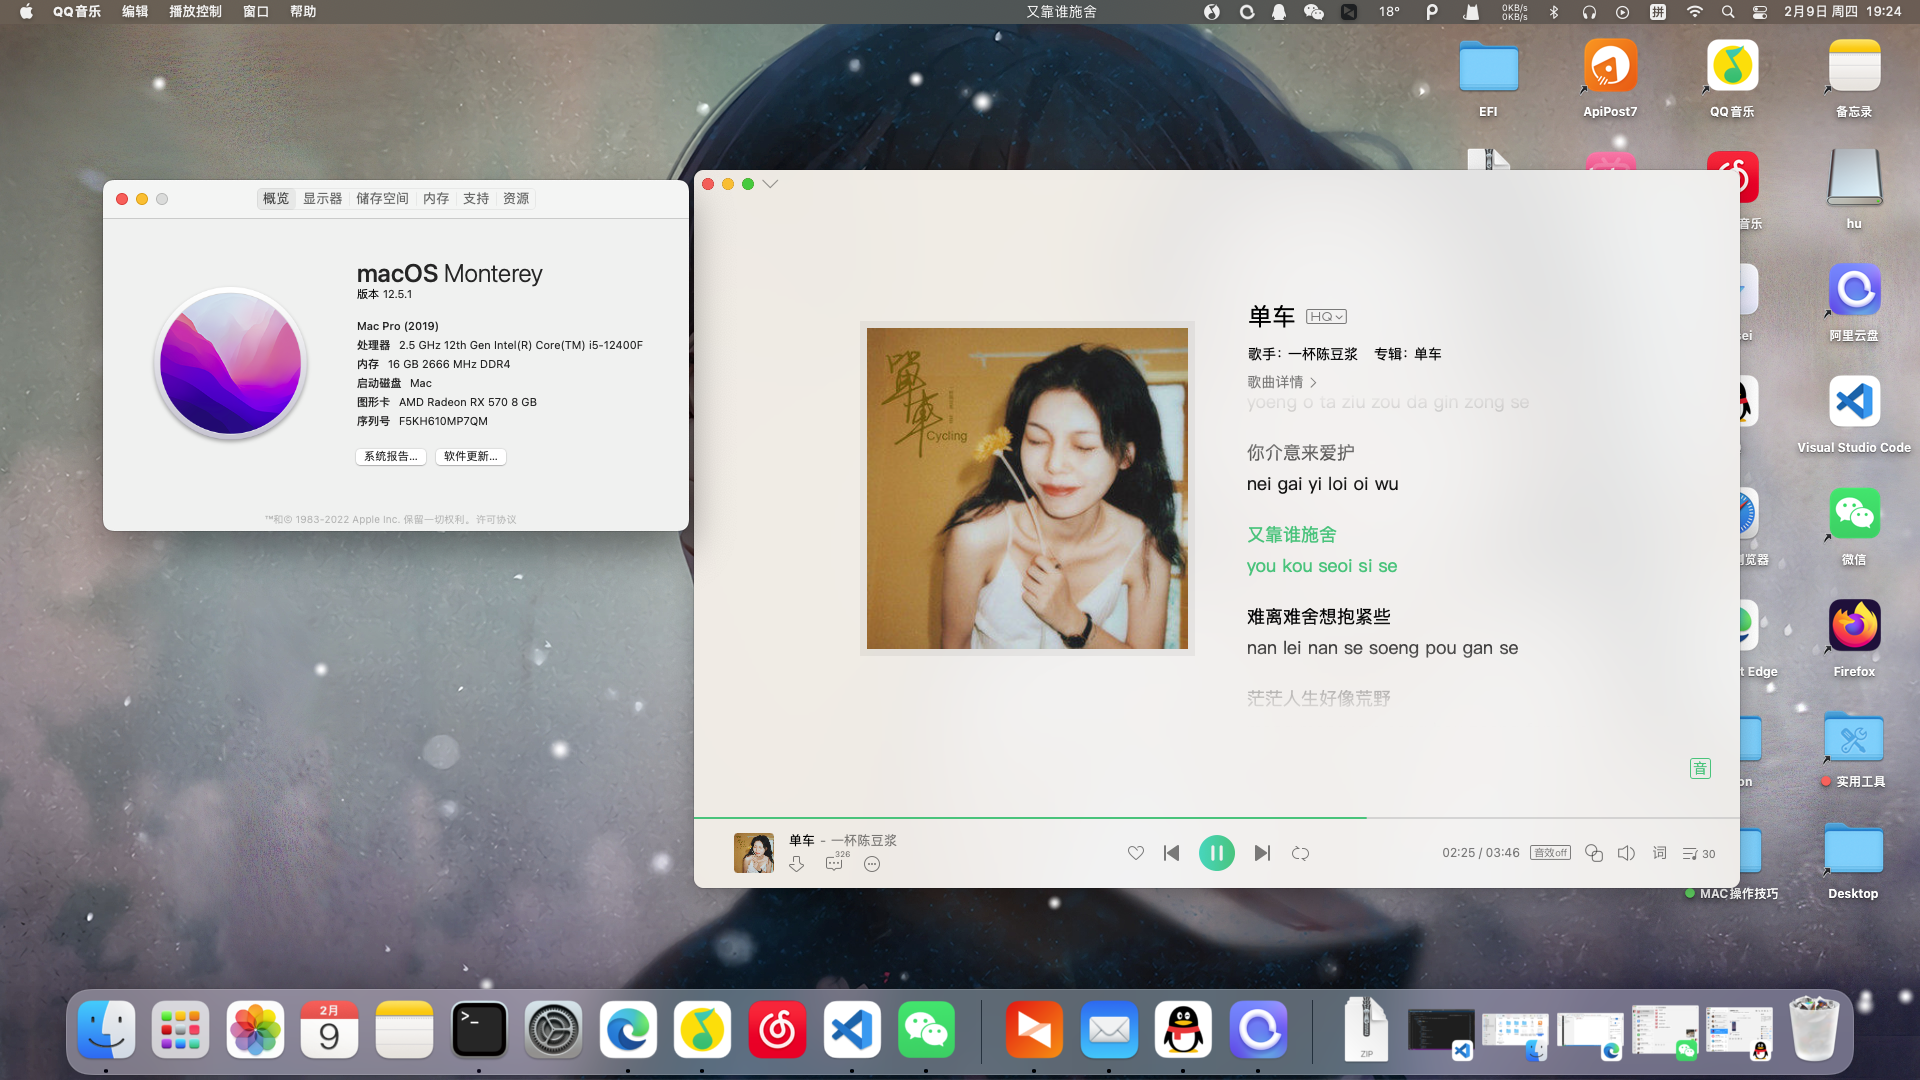 QQ音乐 编辑 播放控制 窗口 帮助
又靠谁施舍
18°
0KB/s
0KB/s
拼
2月9日 周四 19:24
EFI
ApiPost7
QQ音乐
备忘录
音乐
hu
sei
阿里云盘
Visual Studio Code
浏览器
微信
t Edge
Firefox
on
实用工具
MAC操作技巧
Desktop
概览 显示器 储存空间 内存 支持 资源
macOS Monterey
版本 12.5.1
Mac Pro (2019)
处理器 2.5 GHz 12th Gen Intel(R) Core(TM) i5-12400F
内存 16 GB 2666 MHz DDR4
启动磁盘 Mac
图形卡 AMD Radeon RX 570 8 GB
序列号 F5KH610MP7QM
系统报告...
软件更新...
™和© 1983-2022 Apple Inc. 保留一切权利。许可协议
單車
Cycling
单车 HQ
歌手：一杯陈豆浆 专辑：单车
歌曲详情
yoeng o ta ziu zou da gin zong se
你介意来爱护
nei gai yi loi oi wu
又靠谁施舍
you kou seoi si se
难离难舍想抱紧些
nan lei nan se soeng pou gan se
茫茫人生好像荒野
音
单车 - 一杯陈豆浆
326
02:25 / 03:46
音效off
词
30
2月
9
>_
ZIP